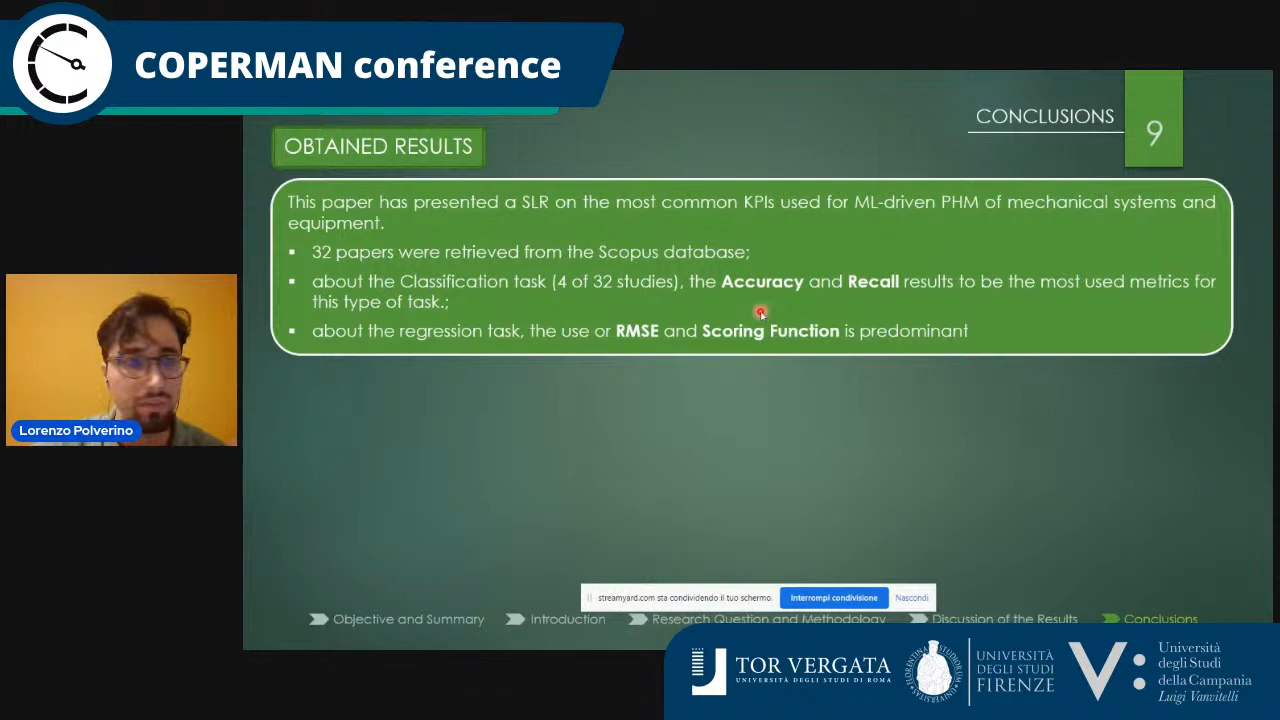 COPERMAN conference
CONCLUSIONS
9
OBTAINED RESULTS
This paper has presented a SLR on the most common KPIs used for ML-driven PHM of mechanical systems and
equipment.
▪ 32 papers were retrieved from the Scopus database;
▪ about the Classification task (4 of 32 studies), the Accuracy and Recall results to be the most used metrics for
this type of task.;
▪ about the regression task, the use or RMSE and Scoring Function is predominant
Lorenzo Polverino
streamyard.com sta condividendo il tuo schermo. Interrompi condivisione Nascondi
Objective and Summary Introduction Research Question and Methodology Discussion of the Results Conclusions
TOR VERGATA
UNIVERSITÀ DEGLI STUDI DI ROMA
UNIVERSITÀ
DEGLI STUDI
FIRENZE
V:
Università
degli Studi
della Campania
Luigi Vanvitelli